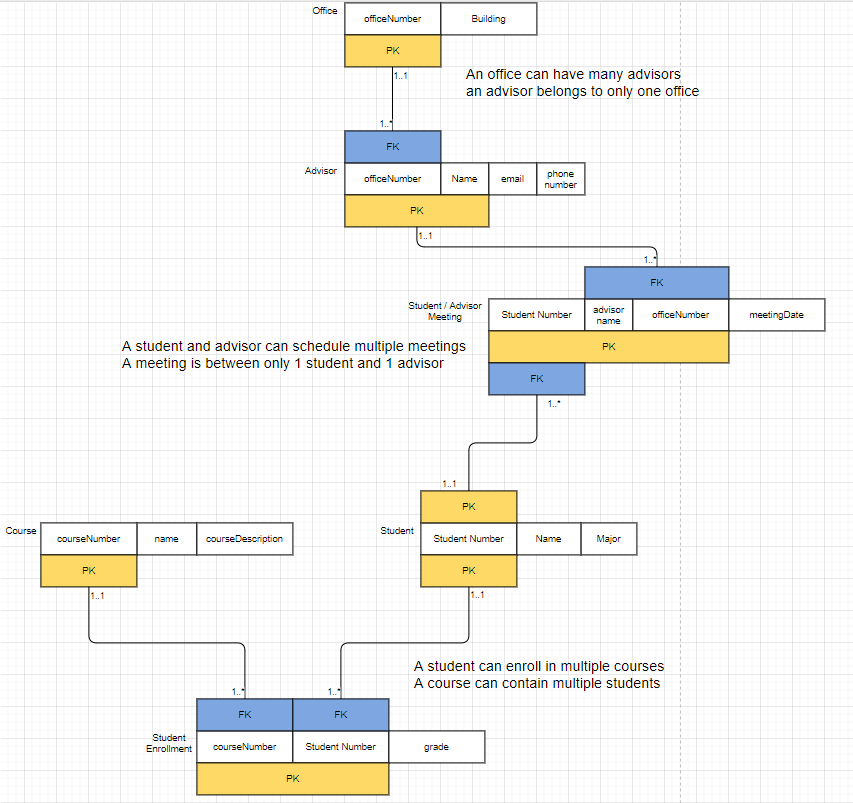 Office
officeNumber
Building
PK
1..1
An office can have many advisors
an advisor belongs to only one office
1..*
FK
Advisor
officeNumber
Name
email
phone
number
PK
1..1
1..*
FK
Student / Advisor
Meeting
Student Number
advisor
name
officeNumber
meetingDate
PK
A student and advisor can schedule multiple meetings
A meeting is between only 1 student and 1 advisor
FK
1..*
1..1
PK
Course
courseNumber
name
courseDescription
Student
Student Number
Name
Major
PK
PK
1..1
1..1
A student can enroll in multiple courses
A course can contain multiple students
1..*
1..*
FK
FK
Student
Enrollment
courseNumber
Student Number
grade
PK